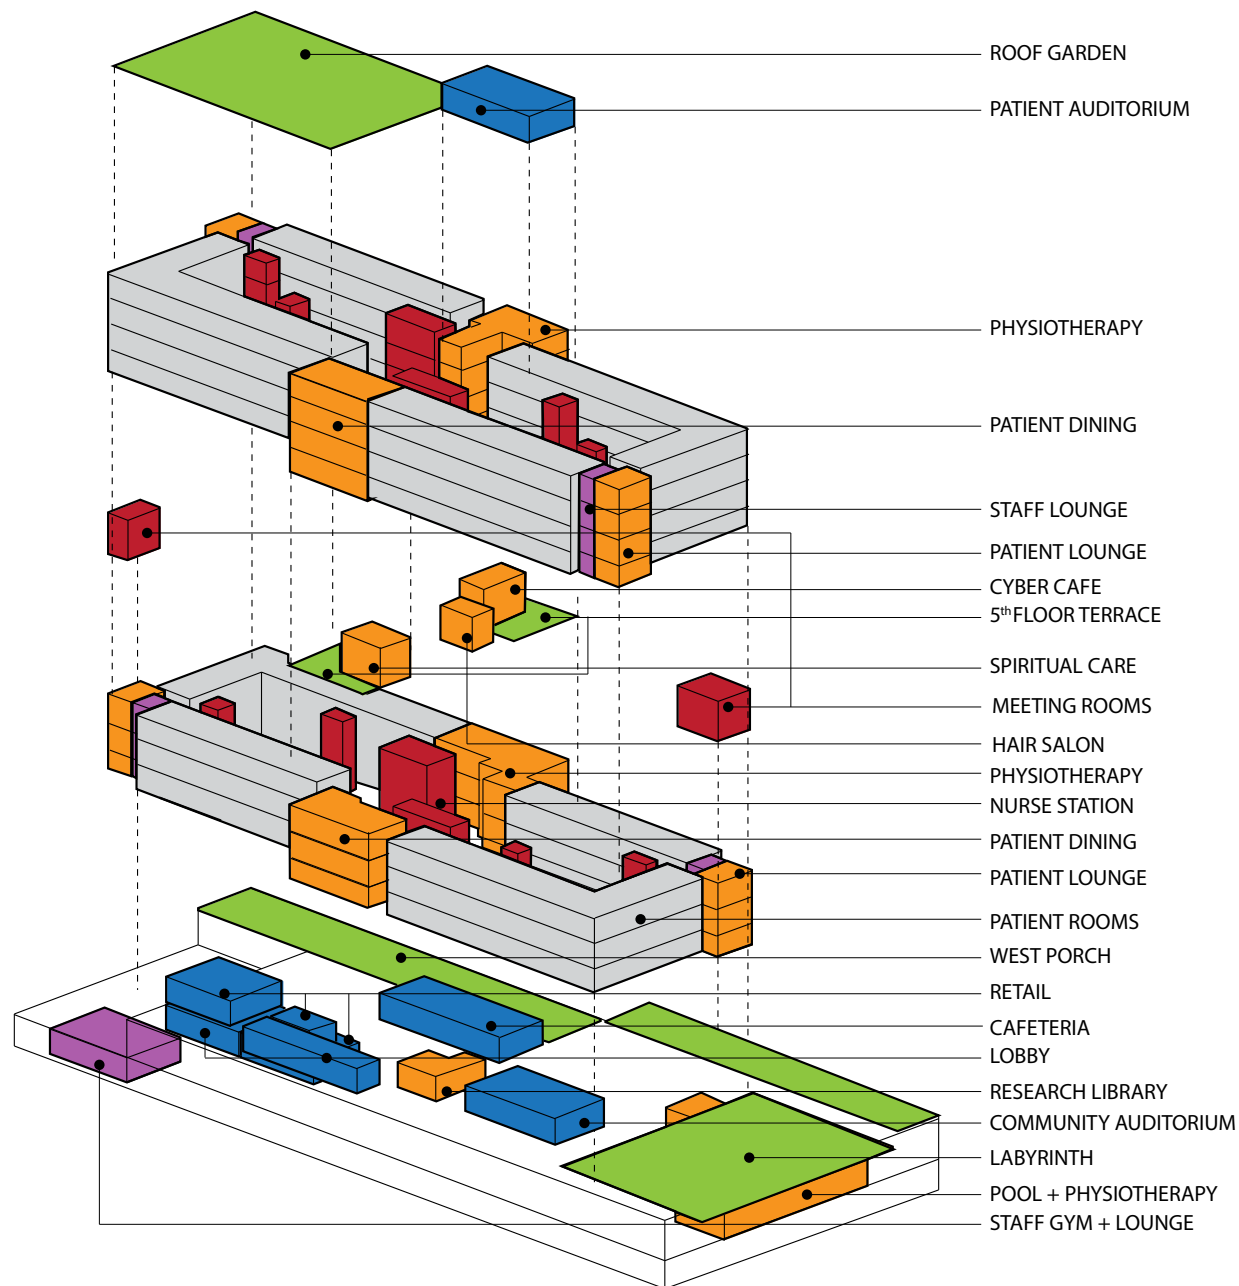 ROOF GARDEN
PATIENT AUDITORIUM
PHYSIOTHERAPY
PATIENT DINING
STAFF LOUNGE
PATIENT LOUNGE
CYBER CAFE
5th FLOOR TERRACE
SPIRITUAL CARE
MEETING ROOMS
HAIR SALON
PHYSIOTHERAPY
NURSE STATION
PATIENT DINING
PATIENT LOUNGE
PATIENT ROOMS
WEST PORCH
RETAIL
CAFETERIA
LOBBY
RESEARCH LIBRARY
COMMUNITY AUDITORIUM
LABYRINTH
POOL + PHYSIOTHERAPY
STAFF GYM + LOUNGE